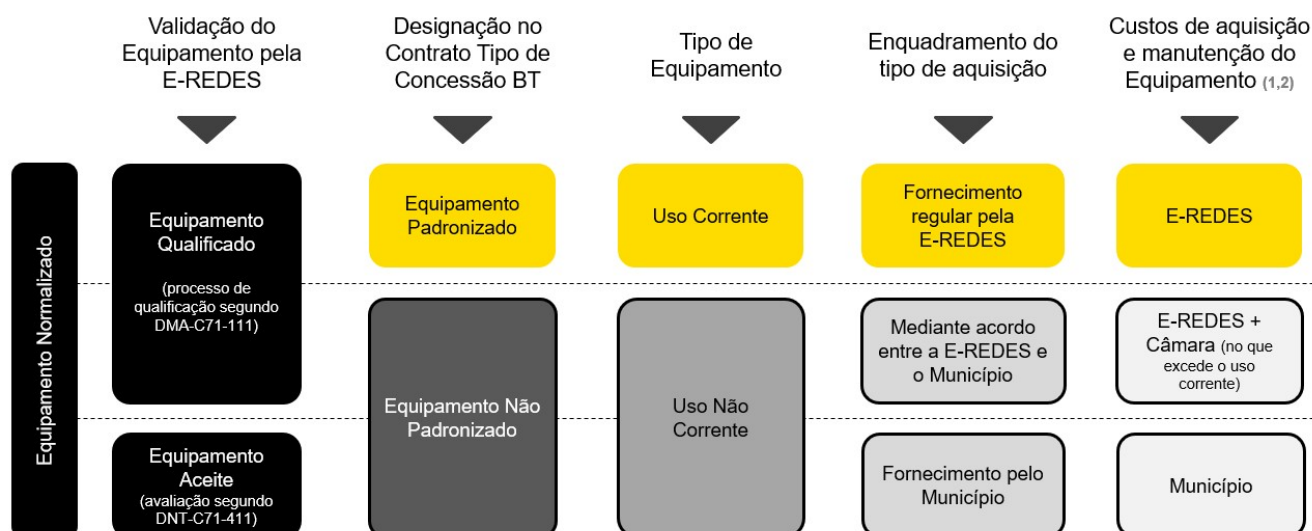 Validação do
Equipamento pela
E-REDES
Designação no
Contrato Tipo de
Concessão BT
Tipo de
Equipamento
Enquadramento do
tipo de aquisição
Custos de aquisição
e manutenção do
Equipamento (1,2)
Equipamento Normalizado
Equipamento
Qualificado
(processo de
qualificação segundo
DMA-C71-111)
Equipamento
Padronizado
Uso Corrente
Fornecimento
regular pela
E-REDES
E-REDES
Equipamento Não
Padronizado
Uso Não
Corrente
Mediante acordo
entre a E-REDES e
o Município
E-REDES +
Câmara (no que
excede o uso
corrente)
Equipamento
Aceite
(avaliação segundo
DNT-C71-411)
Fornecimento pelo
Município
Município